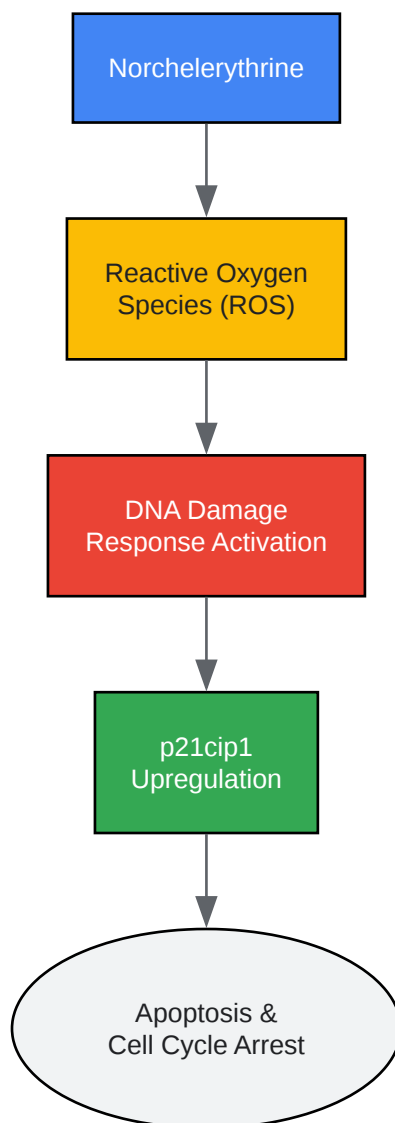 Norchelerythrine
Reactive Oxygen
Species (ROS)
DNA Damage
Response Activation
p21cip1
Upregulation
Apoptosis &
Cell Cycle Arrest